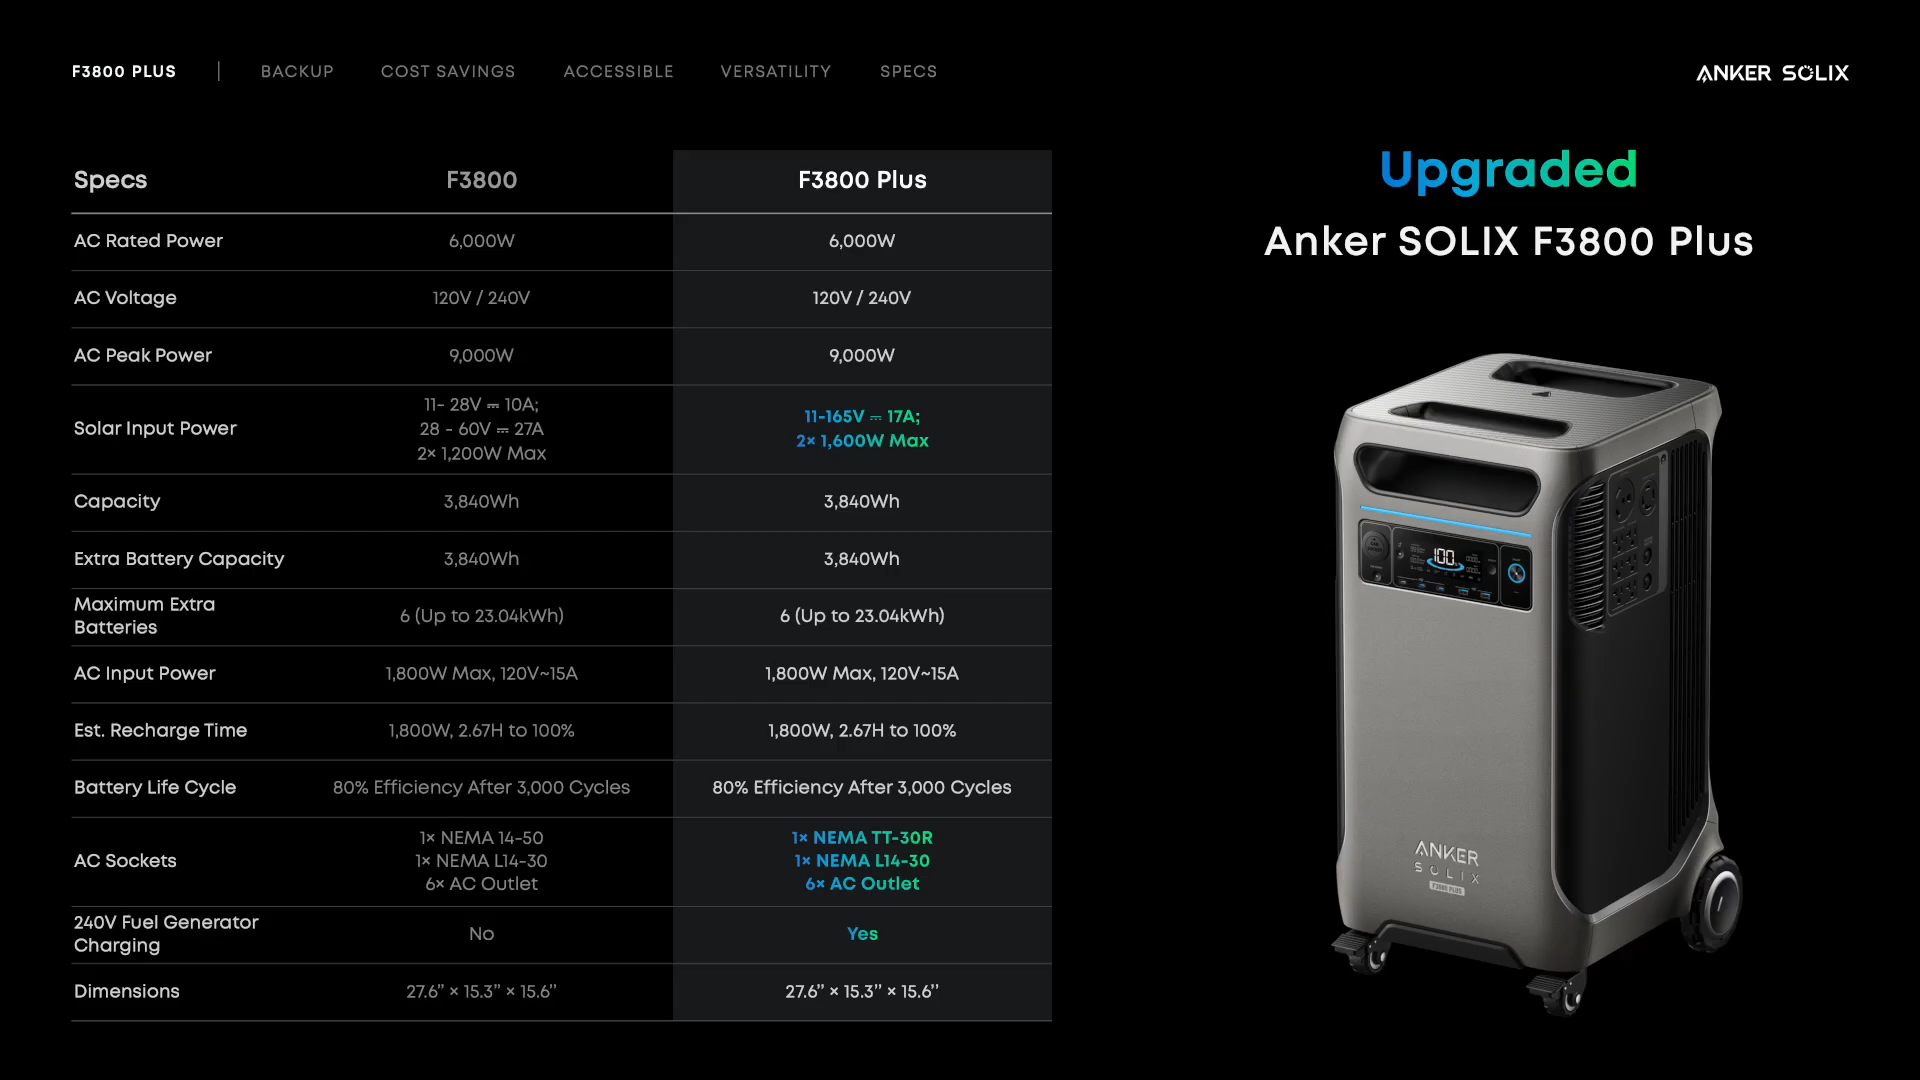 F3800 PLUS | BACKUP COST SAVINGS ACCESSIBLE VERSATILITY SPECS
ANKER SOLIX
Specs F3800 F3800 Plus
AC Rated Power 6,000W 6,000W
AC Voltage 120V / 240V 120V / 240V
AC Peak Power 9,000W 9,000W
Solar Input Power
11- 28V ⎓ 10A;
28 - 60V ⎓ 27A
2× 1,200W Max
11-165V ⎓ 17A;
2× 1,600W Max
Capacity 3,840Wh 3,840Wh
Extra Battery Capacity 3,840Wh 3,840Wh
Maximum Extra
Batteries
6 (Up to 23.04kWh) 6 (Up to 23.04kWh)
AC Input Power 1,800W Max, 120V~15A 1,800W Max, 120V~15A
Est. Recharge Time 1,800W, 2.67H to 100% 1,800W, 2.67H to 100%
Battery Life Cycle 80% Efficiency After 3,000 Cycles 80% Efficiency After 3,000 Cycles
AC Sockets
1× NEMA 14-50
1× NEMA L14-30
6× AC Outlet
1× NEMA TT-30R
1× NEMA L14-30
6× AC Outlet
240V Fuel Generator
Charging
No Yes
Dimensions 27.6” × 15.3” × 15.6’’ 27.6’’ × 15.3’’ × 15.6’’
Upgraded
Anker SOLIX F3800 Plus
100
ANKER
SOLIX
F3800 PLUS